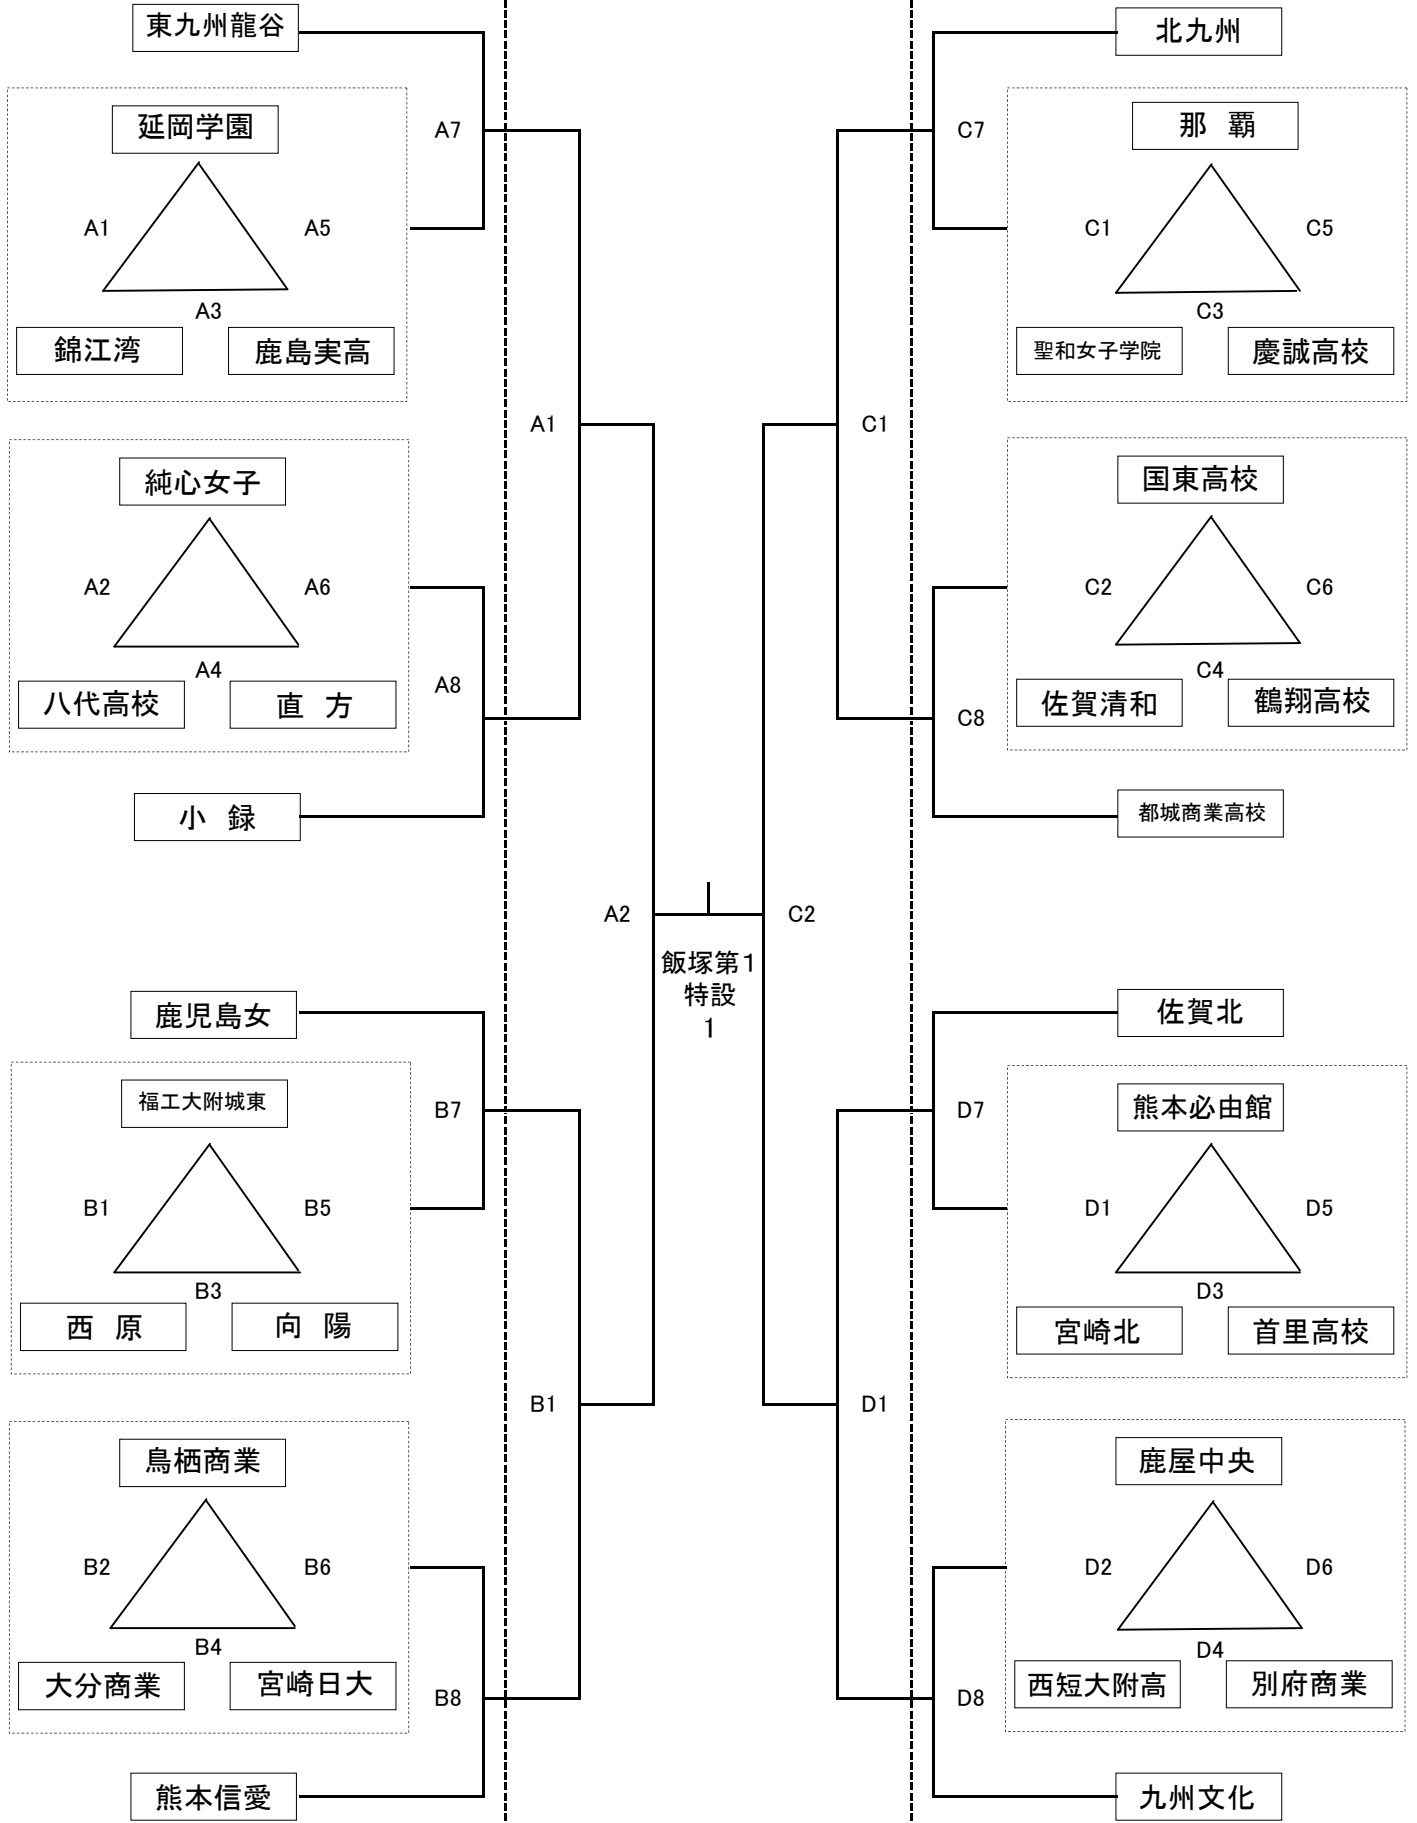 東九州龍谷
延岡学園
A1
A5
A3
錦江湾
鹿島実高
A7
純心女子
A2
A6
A4
八代高校
直 方
A8
小 録
A1
鹿児島女
福工大附城東
B1
B5
B3
西 原
向 陽
B7
鳥栖商業
B2
B6
B4
大分商業
宮崎日大
B8
熊本信愛
B1
A2
飯塚第1
特設
1
C2
北九州
那 覇
C1
C5
C3
聖和女子学院
慶誠高校
C7
国東高校
C2
C6
C4
佐賀清和
鶴翔高校
C8
都城商業高校
C1
佐賀北
熊本必由館
D1
D5
D3
宮崎北
首里高校
D7
鹿屋中央
D2
D6
D4
西短大附高
別府商業
D8
九州文化
D1